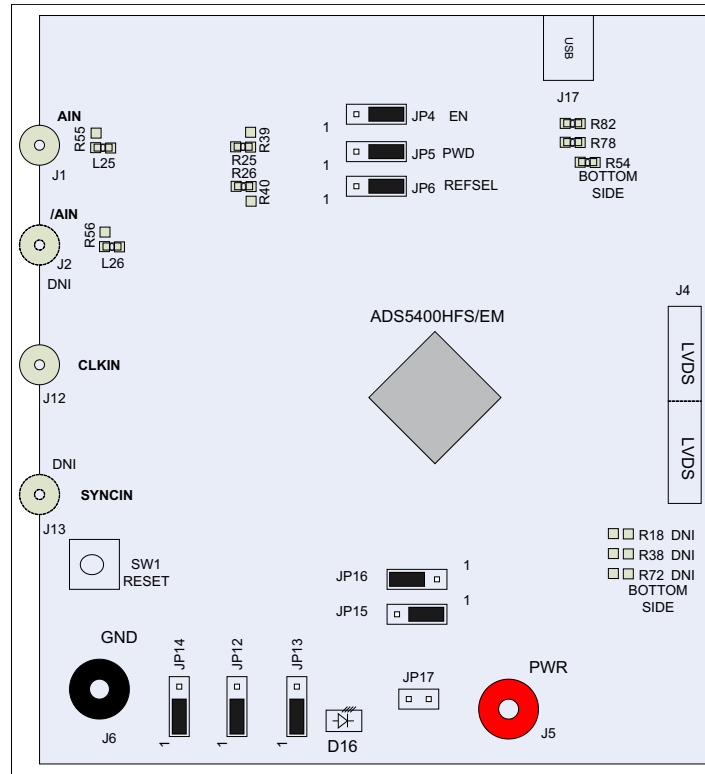 USB
J17
AIN
R55
L25
J1
R39
R25
R26
R40
1
JP4 EN
1
JP5 PWD
JP6 REFSEL
1
R82
R78
R54
BOTTOM
SIDE
/AIN
R56
L26
J2
DNI
J4
ADS5400HFS/EM
LVDS
LVDS
CLKIN
J12
DNI
SYNCIN
J13
SW1
RESET
R18 DNI
R38 DNI
R72 DNI
BOTTOM
SIDE
JP16
1
JP15
1
GND
J6
JP14
1
JP12
1
JP13
1
D16
JP17
PWR
J5